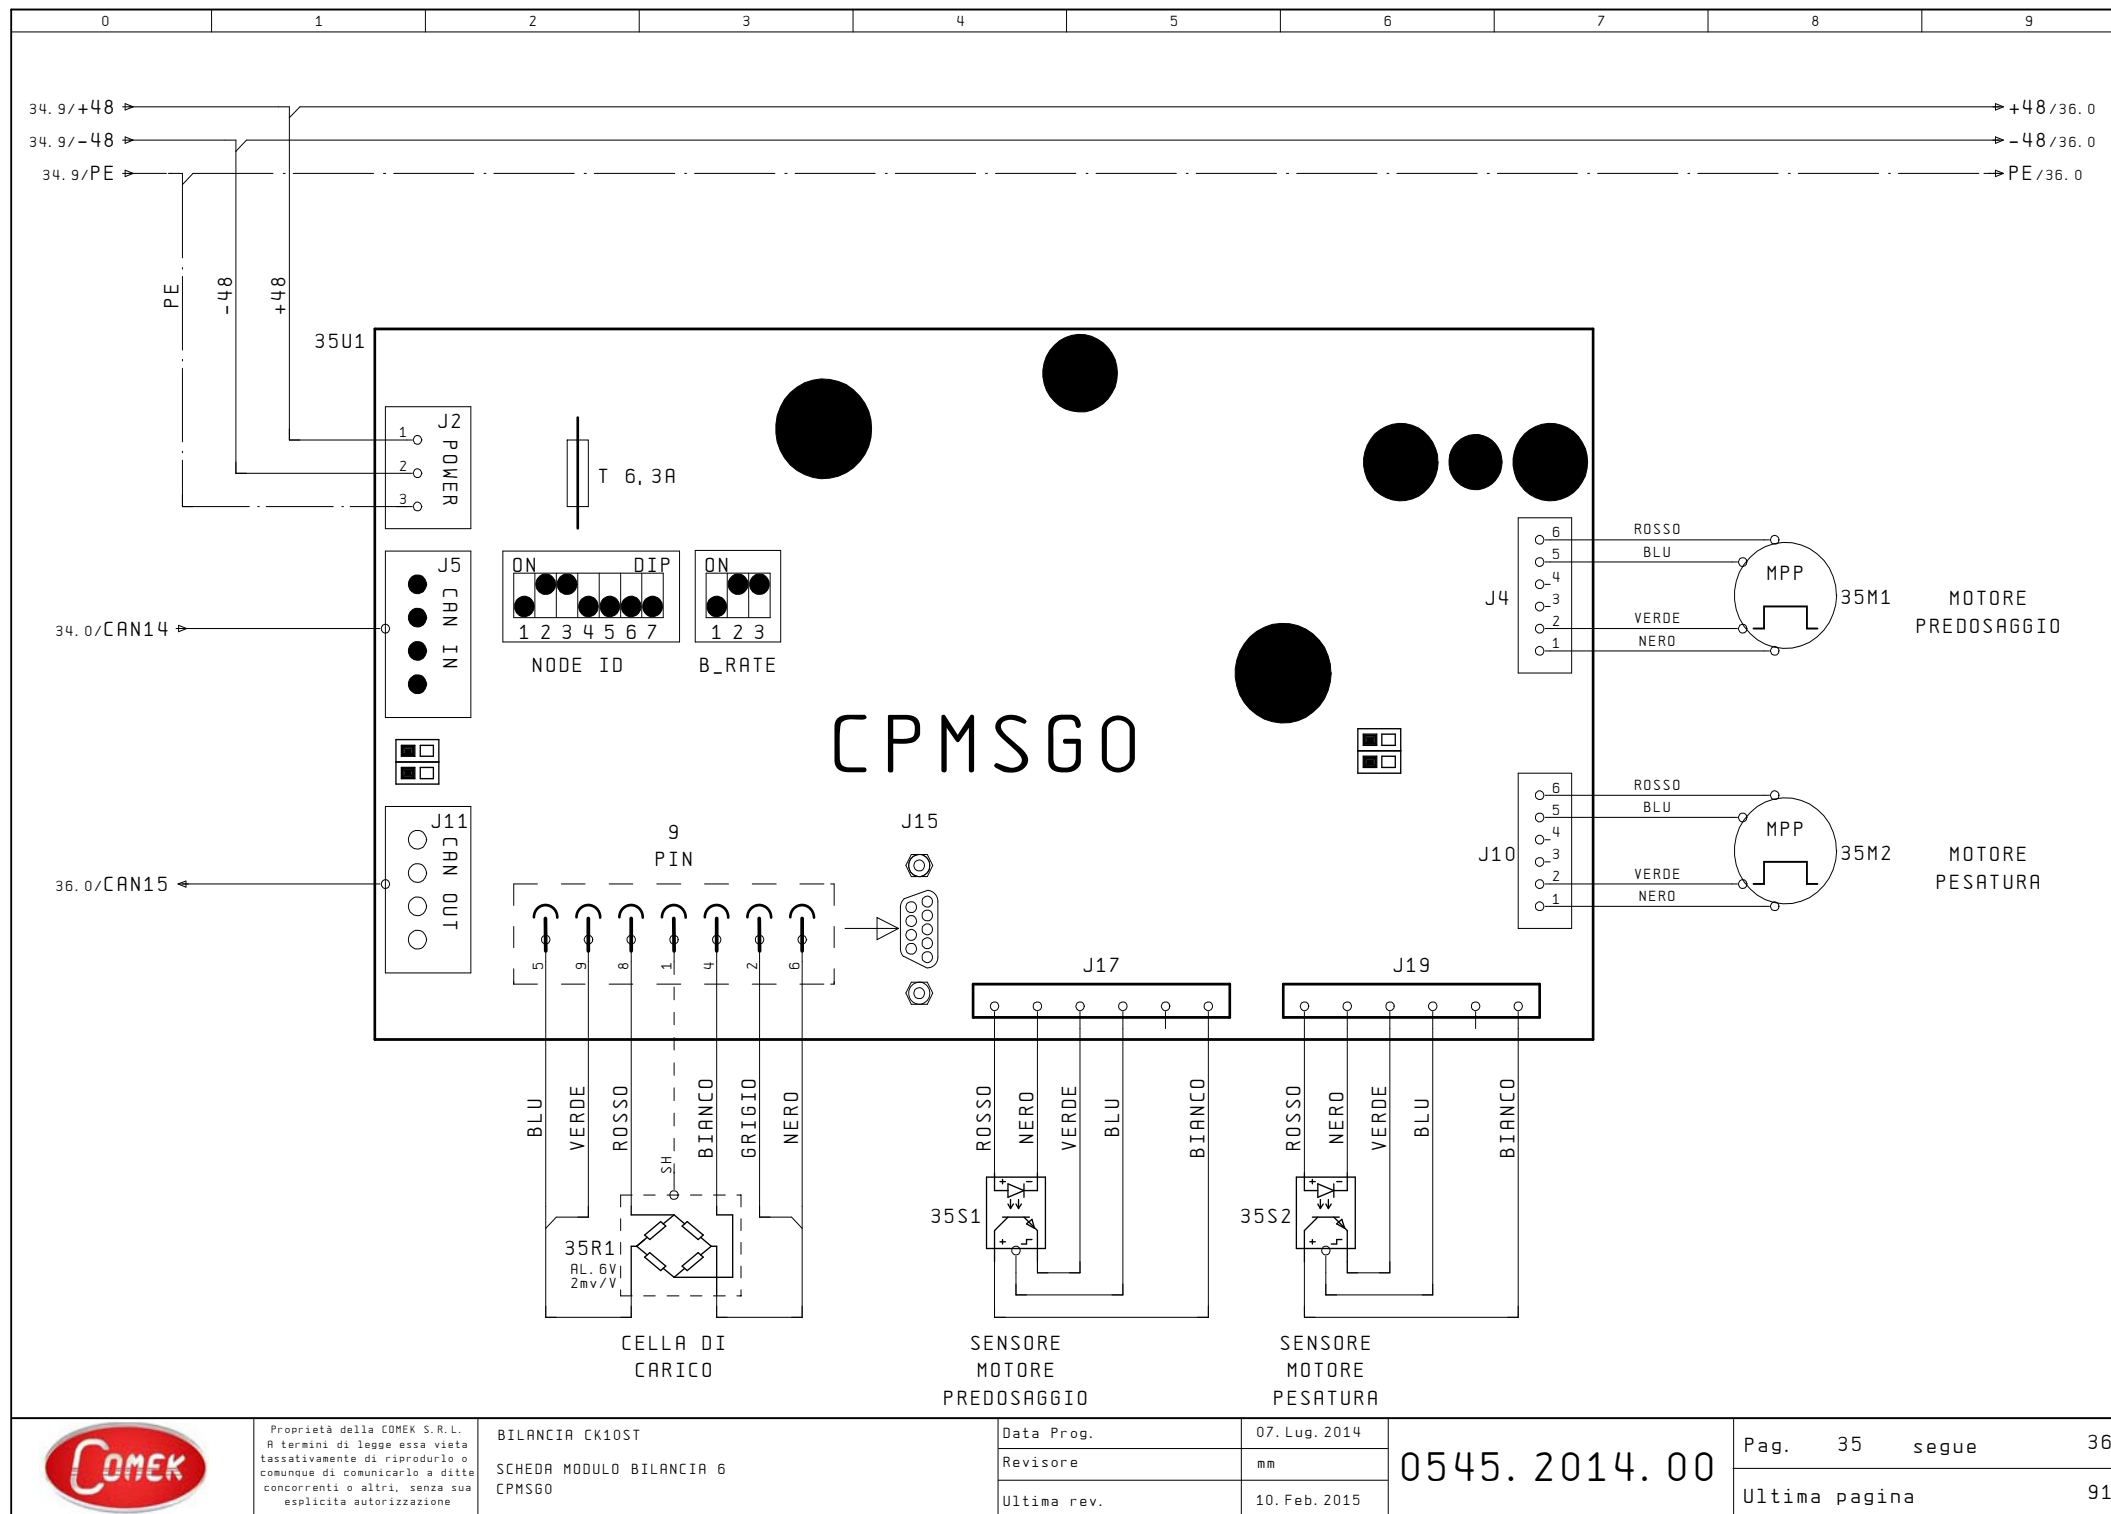 0 1 2 3 4 5 6 7 8 9
34.9/+48 +48/36.0
34.9/-48 -48/36.0
34.9/PE PE/36.0
PE
-48
+48
35U1
J2
POWER
1
2
3
T 6,3A
J5
CAN IN
34.0/CAN14
ON DIP
1 2 3 4 5 6 7
NODE ID
ON
1 2 3
B_RATE
J4
6 ROSSO
5 BLU
4
3
2 VERDE
1 NERO
MPP
35M1
MOTORE
PREDOSAGGIO
CPMSGO
J11
CAN OUT
36.0/CAN15
9
PIN
5 9 8 1 4 2 6
J15
J10
6 ROSSO
5 BLU
4
3
2 VERDE
1 NERO
MPP
35M2
MOTORE
PESATURA
J17
J19
BLU
VERDE
ROSSO
SH
BIANCO
GRIGIO
NERO
ROSSO
NERO
VERDE
BLU
BIANCO
ROSSO
NERO
VERDE
BLU
BIANCO
35R1
AL.6V
2mv/V
35S1
+ -
+
35S2
+ -
+
CELLA DI
CARICO
SENSORE
MOTORE
PREDOSAGGIO
SENSORE
MOTORE
PESATURA
COMEK
Proprietà della COMEK S.R.L.
A termini di legge essa vieta
tassativamente di riprodurlo o
comunque di comunicarlo a ditte
concorrenti o altri, senza sua
esplicita autorizzazione
BILANCIA CK10ST
SCHEDA MODULO BILANCIA 6
CPMSGO
Data Prog. 07.Lug.2014
Revisore mm
Ultima rev. 10.Feb.2015
0545.2014.00
Pag. 35 segue 36
Ultima pagina 91